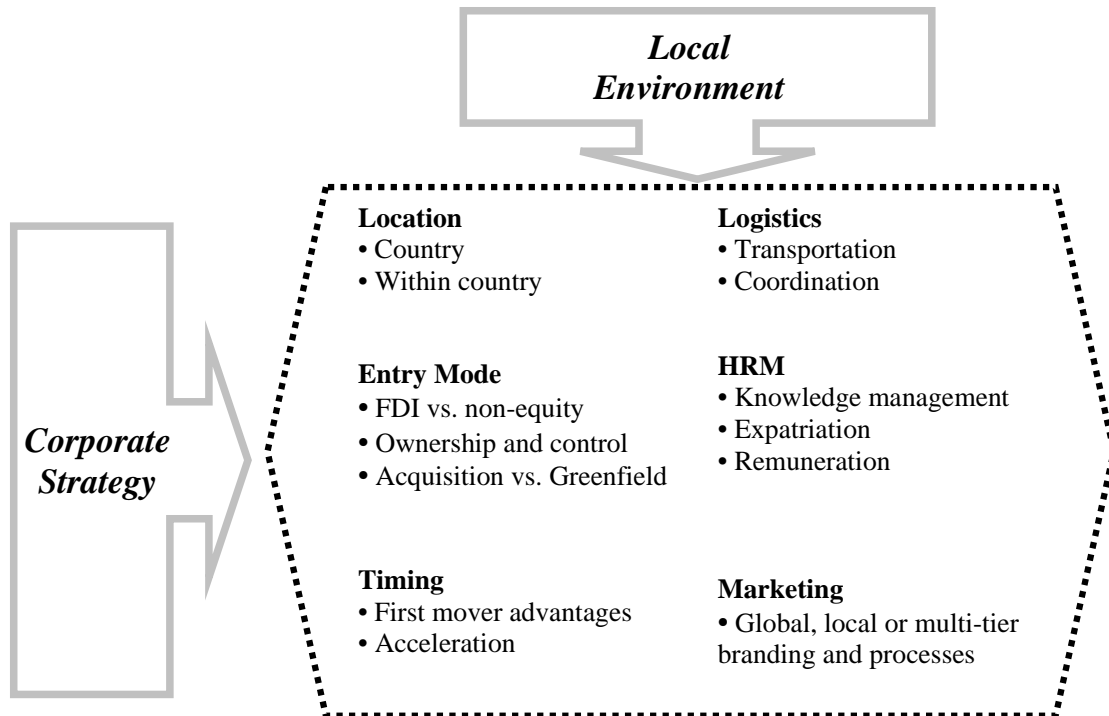 Local
Environment
Corporate
Strategy
Location
• Country
• Within country
Entry Mode
• FDI vs. non-equity
• Ownership and control
• Acquisition vs. Greenfield
Timing
• First mover advantages
• Acceleration
Logistics
• Transportation
• Coordination
HRM
• Knowledge management
• Expatriation
• Remuneration
Marketing
• Global, local or multi-tier
branding and processes